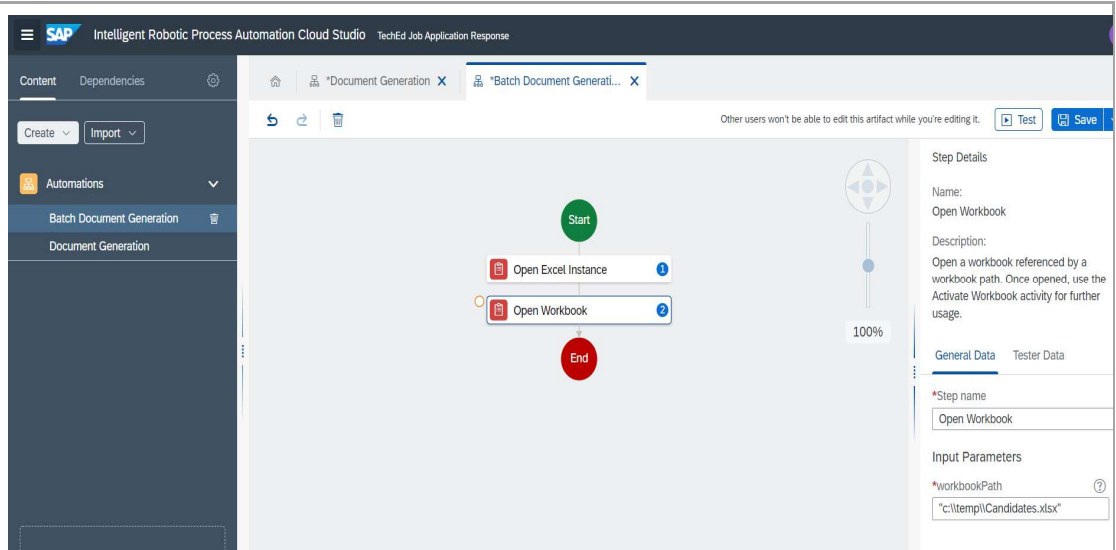 SAP Intelligent Robotic Process Automation Cloud Studio TechEd Job Application Response
Content Dependencies
*Document Generation X
*Batch Document Generati... X
Create
Import
Other users won't be able to edit this artifact while you're editing it.
Test
Save
Automations
Batch Document Generation
Document Generation
Start
Open Excel Instance 1
Open Workbook 2
End
100%
Step Details
Name:
Open Workbook
Description:
Open a workbook referenced by a
workbook path. Once opened, use the
Activate Workbook activity for further
usage.
General Data Tester Data
*Step name
Open Workbook
Input Parameters
*workbookPath ?
"c:\\temp\\Candidates.xlsx"